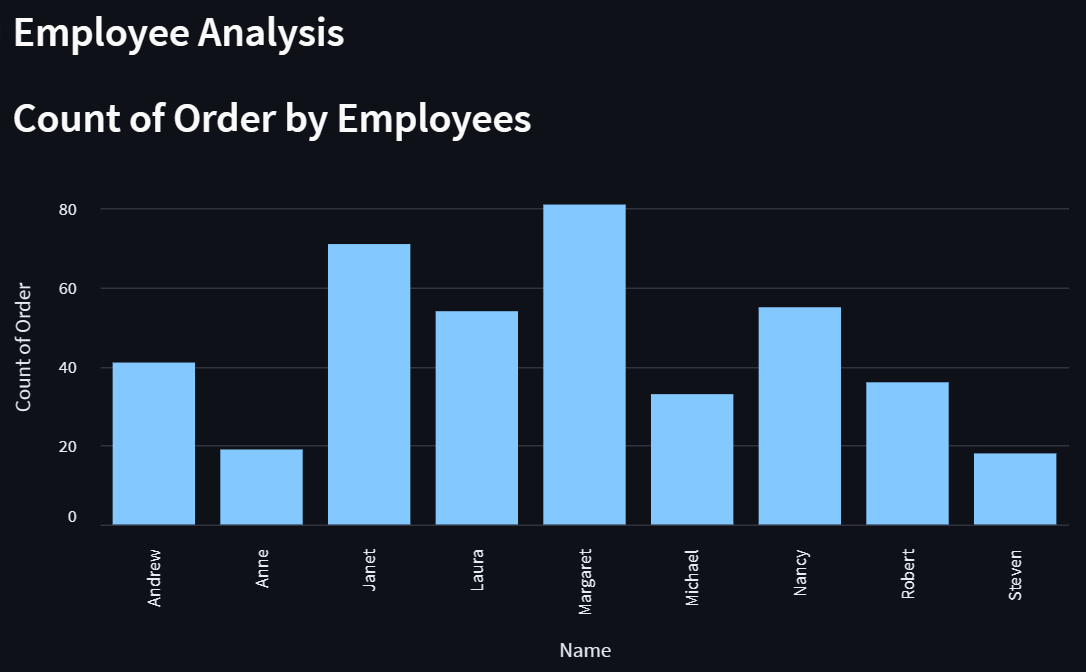 Employee Analysis
Count of Order by Employees
80
60
40
20
0
Count of Order
Andrew
Anne
Janet
Laura
Margaret
Michael
Nancy
Robert
Steven
Name